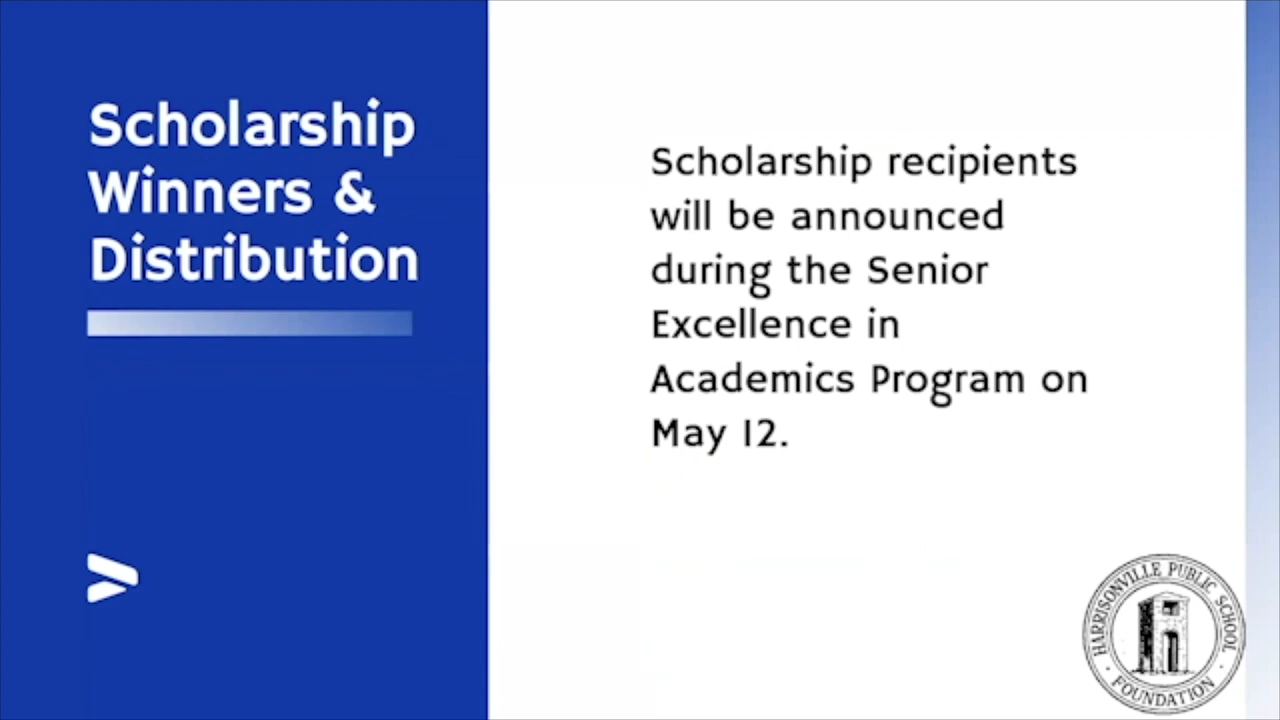 Scholarship
Winners &
Distribution
Scholarship recipients
will be announced
during the Senior
Excellence in
Academics Program on
May 12.
HARRISONVILLE PUBLIC SCHOOL
· FOUNDATION ·